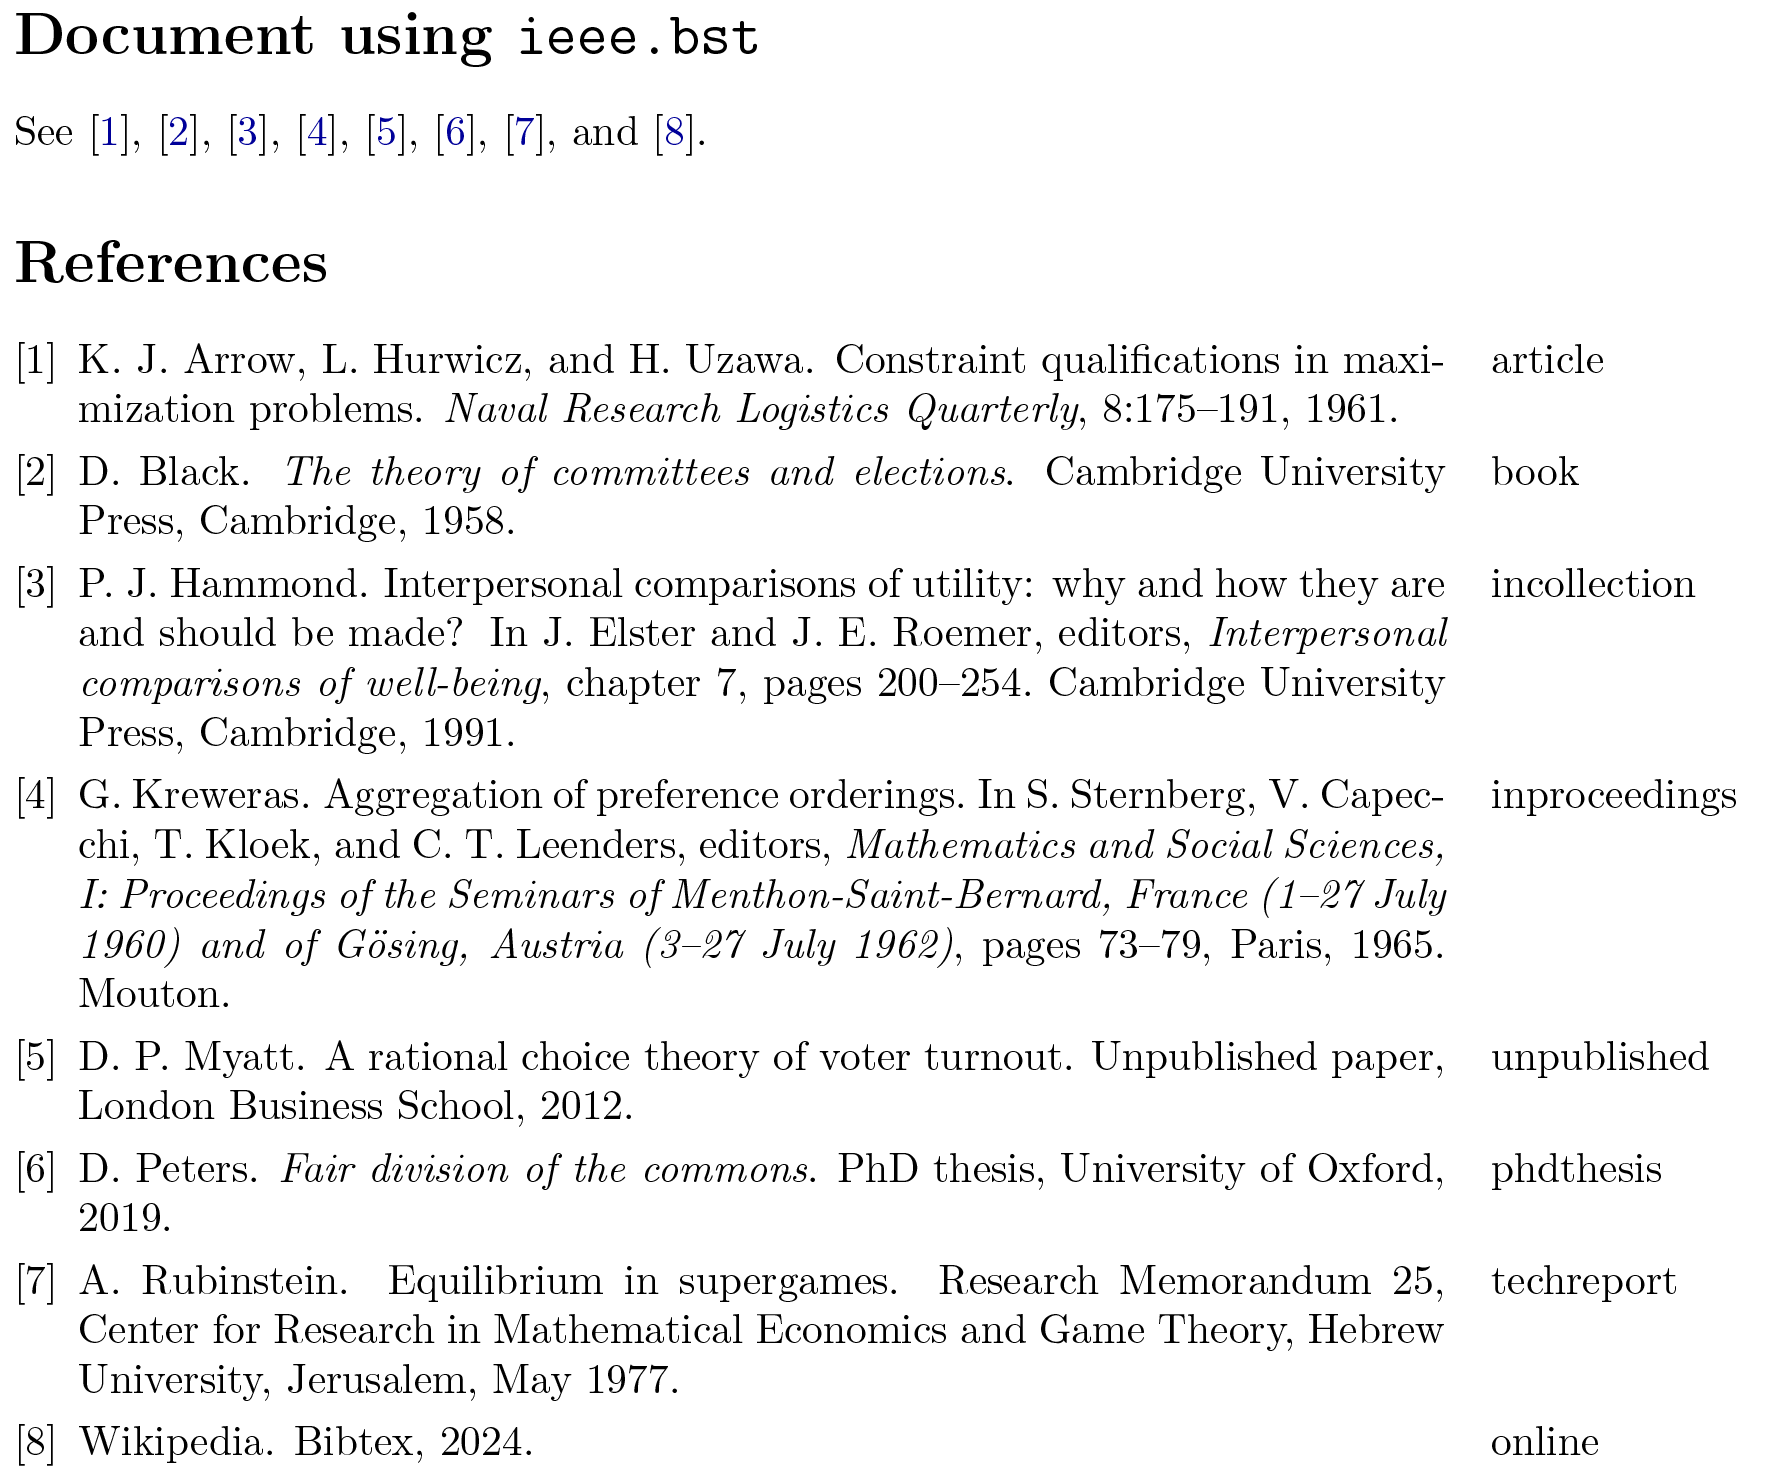 Document using ieee.bst
See [1], [2], [3], [4], [5], [6], [7], and [8].
References
[1] K. J. Arrow, L. Hurwicz, and H. Uzawa. Constraint qualifications in maxi- article
mization problems. Naval Research Logistics Quarterly, 8:175–191, 1961.
[2] D. Black. The theory of committees and elections. Cambridge University book
Press, Cambridge, 1958.
[3] P. J. Hammond. Interpersonal comparisons of utility: why and how they are incollection
and should be made? In J. Elster and J. E. Roemer, editors, Interpersonal
comparisons of well-being, chapter 7, pages 200–254. Cambridge University
Press, Cambridge, 1991.
[4] G. Kreweras. Aggregation of preference orderings. In S. Sternberg, V. Capec- inproceedings
chi, T. Kloek, and C. T. Leenders, editors, Mathematics and Social Sciences,
I: Proceedings of the Seminars of Menthon-Saint-Bernard, France (1–27 July
1960) and of Gösing, Austria (3–27 July 1962), pages 73–79, Paris, 1965.
Mouton.
[5] D. P. Myatt. A rational choice theory of voter turnout. Unpublished paper, unpublished
London Business School, 2012.
[6] D. Peters. Fair division of the commons. PhD thesis, University of Oxford, phdthesis
2019.
[7] A. Rubinstein. Equilibrium in supergames. Research Memorandum 25, techreport
Center for Research in Mathematical Economics and Game Theory, Hebrew
University, Jerusalem, May 1977.
[8] Wikipedia. Bibtex, 2024. online